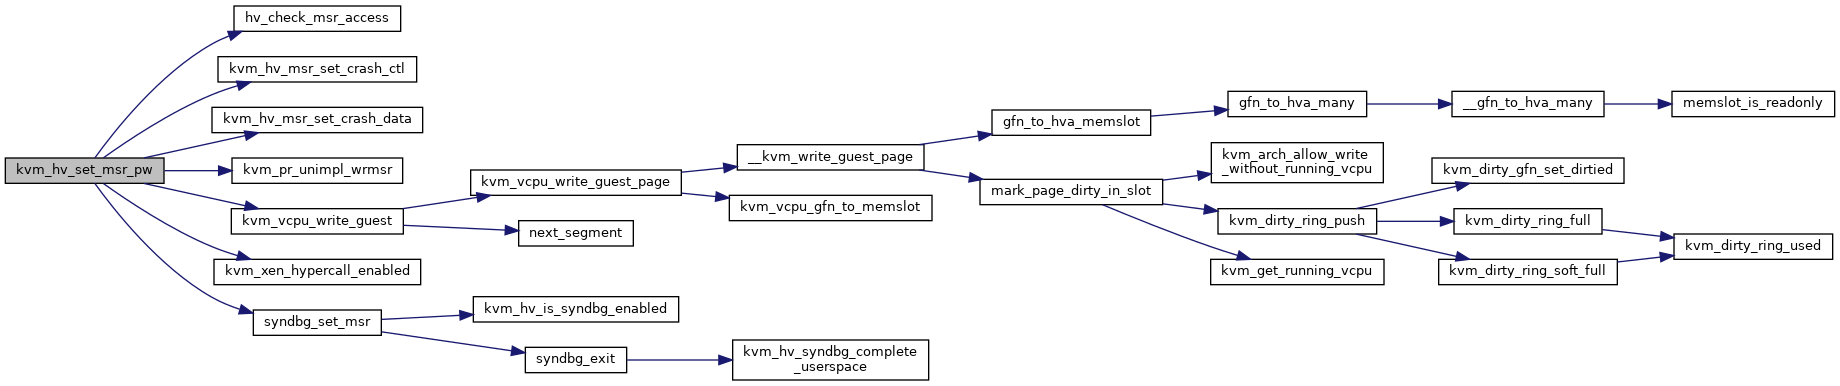 hv_check_msr_access
kvm_hv_msr_set_crash_ctl
kvm_hv_msr_set_crash_data
kvm_hv_set_msr_pw
kvm_pr_unimpl_wrmsr
kvm_vcpu_write_guest
kvm_xen_hypercall_enabled
syndbg_set_msr
kvm_vcpu_write_guest_page
next_segment
kvm_hv_is_syndbg_enabled
syndbg_exit
__kvm_write_guest_page
kvm_vcpu_gfn_to_memslot
kvm_hv_syndbg_complete
_userspace
gfn_to_hva_memslot
mark_page_dirty_in_slot
gfn_to_hva_many
kvm_arch_allow_write
_without_running_vcpu
kvm_dirty_ring_push
kvm_get_running_vcpu
__gfn_to_hva_many
kvm_dirty_gfn_set_dirtied
kvm_dirty_ring_full
kvm_dirty_ring_soft_full
memslot_is_readonly
kvm_dirty_ring_used